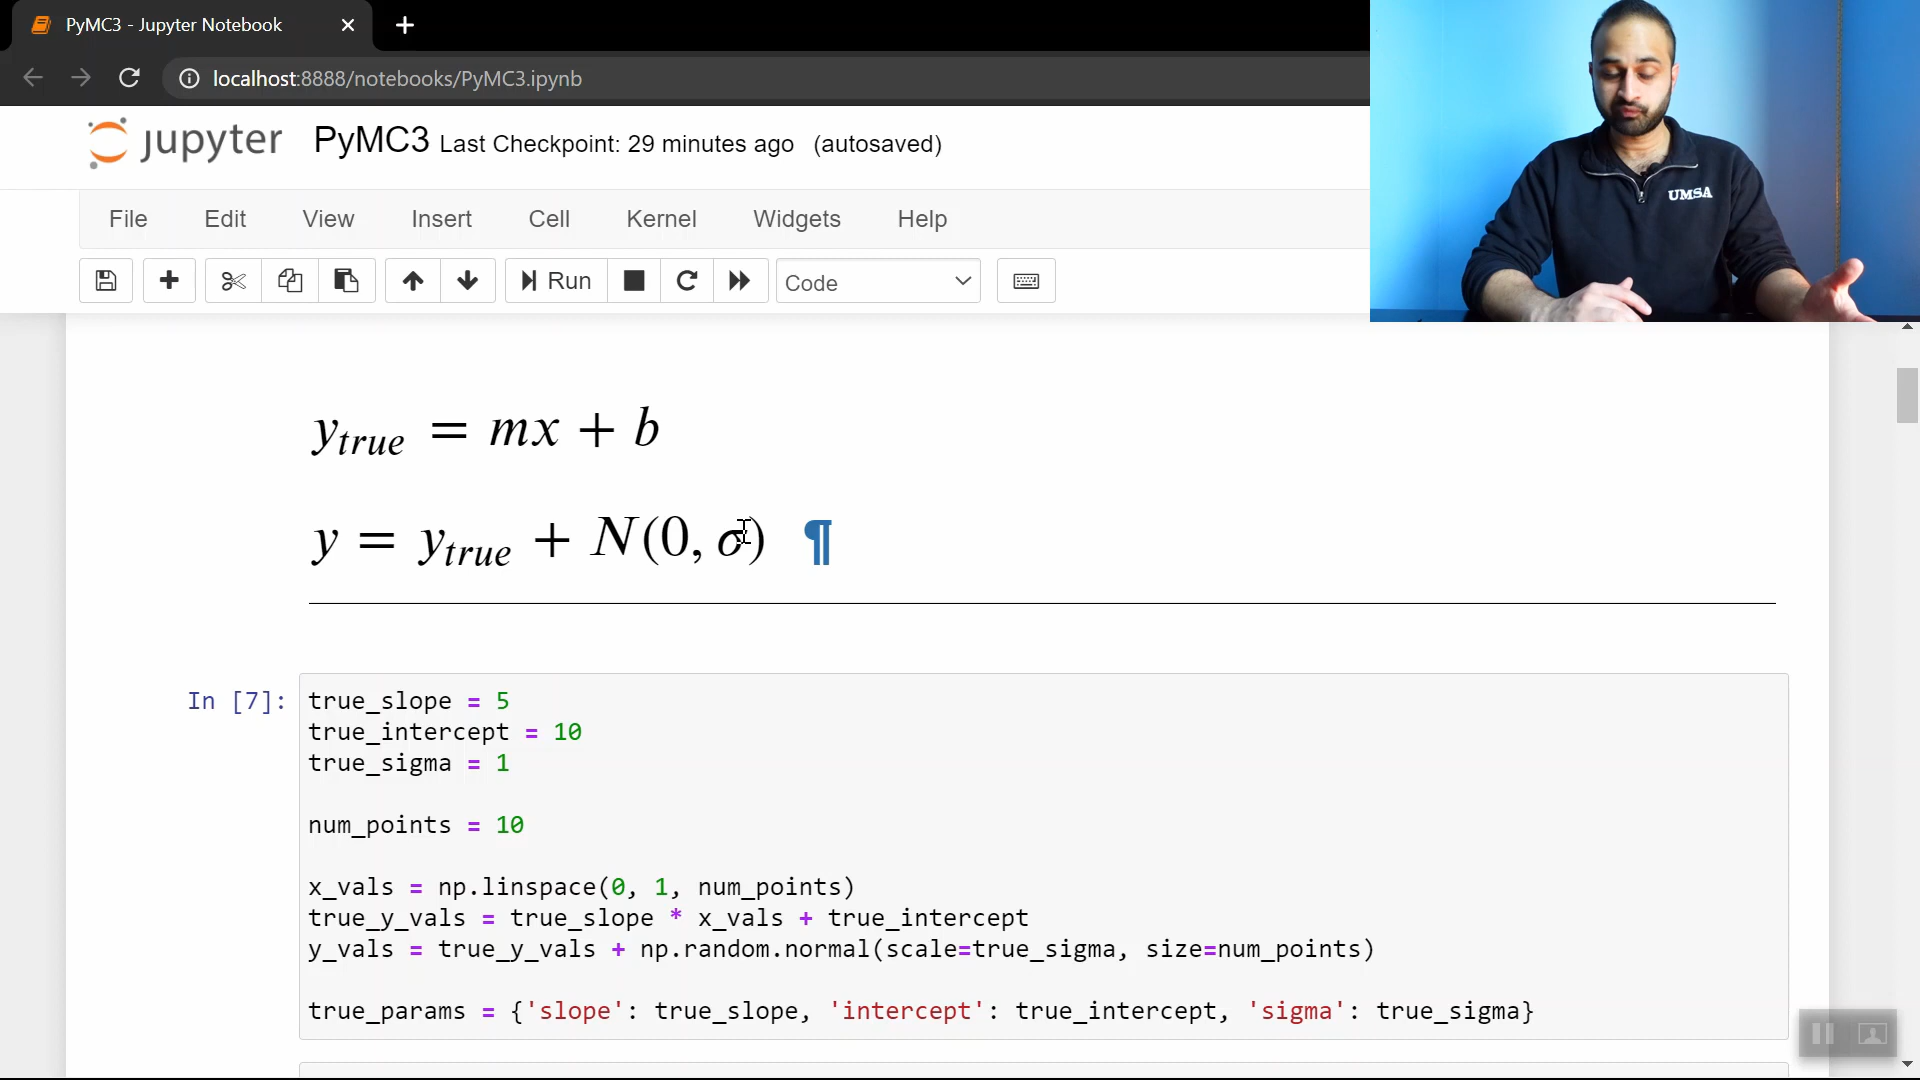 PyMC3 - Jupyter Notebook
localhost:8888/notebooks/PyMC3.ipynb
jupyter PyMC3 Last Checkpoint: 29 minutes ago (autosaved)
UMSA
File Edit View Insert Cell Kernel Widgets Help
Run Code
y_true = mx + b
y = y_true + N(0, σ) ¶
In [7]:
true_slope = 5
true_intercept = 10
true_sigma = 1
num_points = 10
x_vals = np.linspace(0, 1, num_points)
true_y_vals = true_slope * x_vals + true_intercept
y_vals = true_y_vals + np.random.normal(scale=true_sigma, size=num_points)
true_params = {'slope': true_slope, 'intercept': true_intercept, 'sigma': true_sigma}